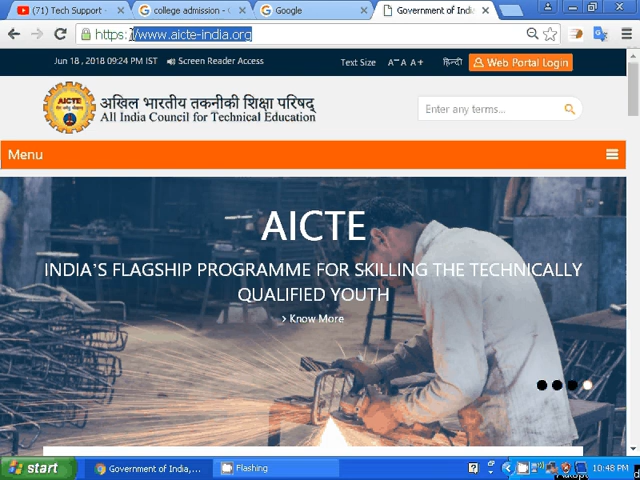 (71) Tech Support -
college admission -
Google
Government of Indi
https://www.aicte-india.org
Jun 18 , 2018 09:24 PM IST
Screen Reader Access
Text Size A- A A+
हिन्दी
Web Portal Login
AICTE
अखिल भारतीय तकनीकी शिक्षा परिषद्
All India Council for Technical Education
Enter any terms...
Menu
AICTE
INDIA'S FLAGSHIP PROGRAMME FOR SKILLING THE TECHNICALLY
QUALIFIED YOUTH
> Know More
start
Government of India,...
Flashing
10:48 PM